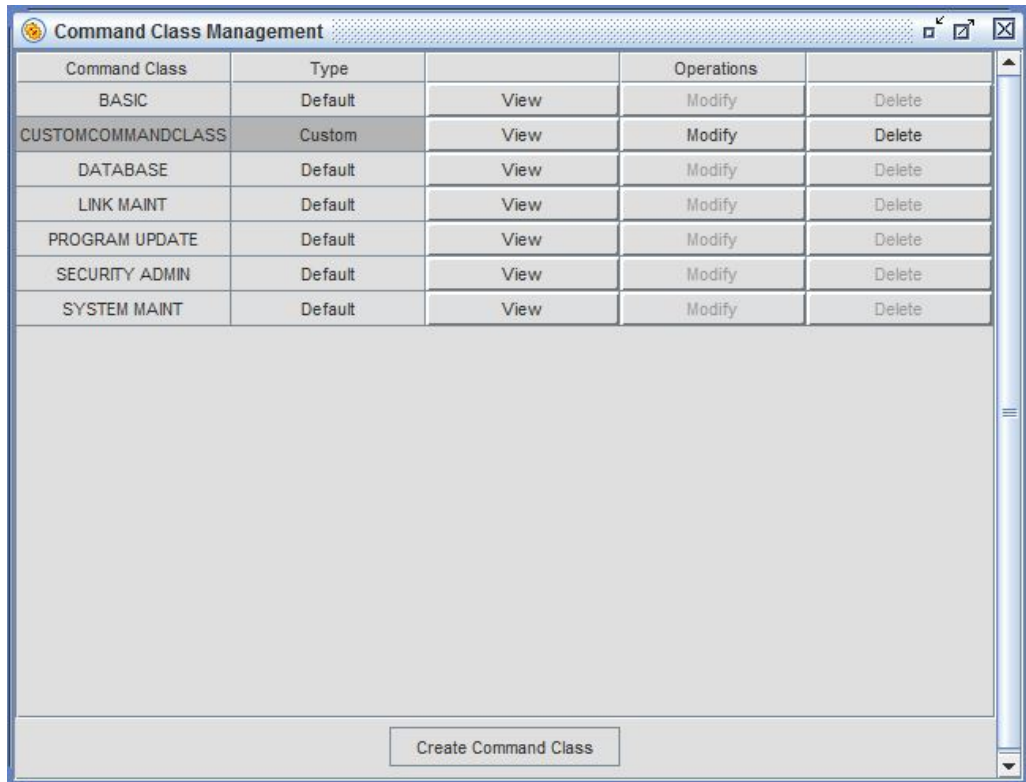 Command Class Management
Command Class Type Operations
BASIC Default View Modify Delete
CUSTOMCOMMANDCLASS Custom View Modify Delete
DATABASE Default View Modify Delete
LINK MAINT Default View Modify Delete
PROGRAM UPDATE Default View Modify Delete
SECURITY ADMIN Default View Modify Delete
SYSTEM MAINT Default View Modify Delete
Create Command Class